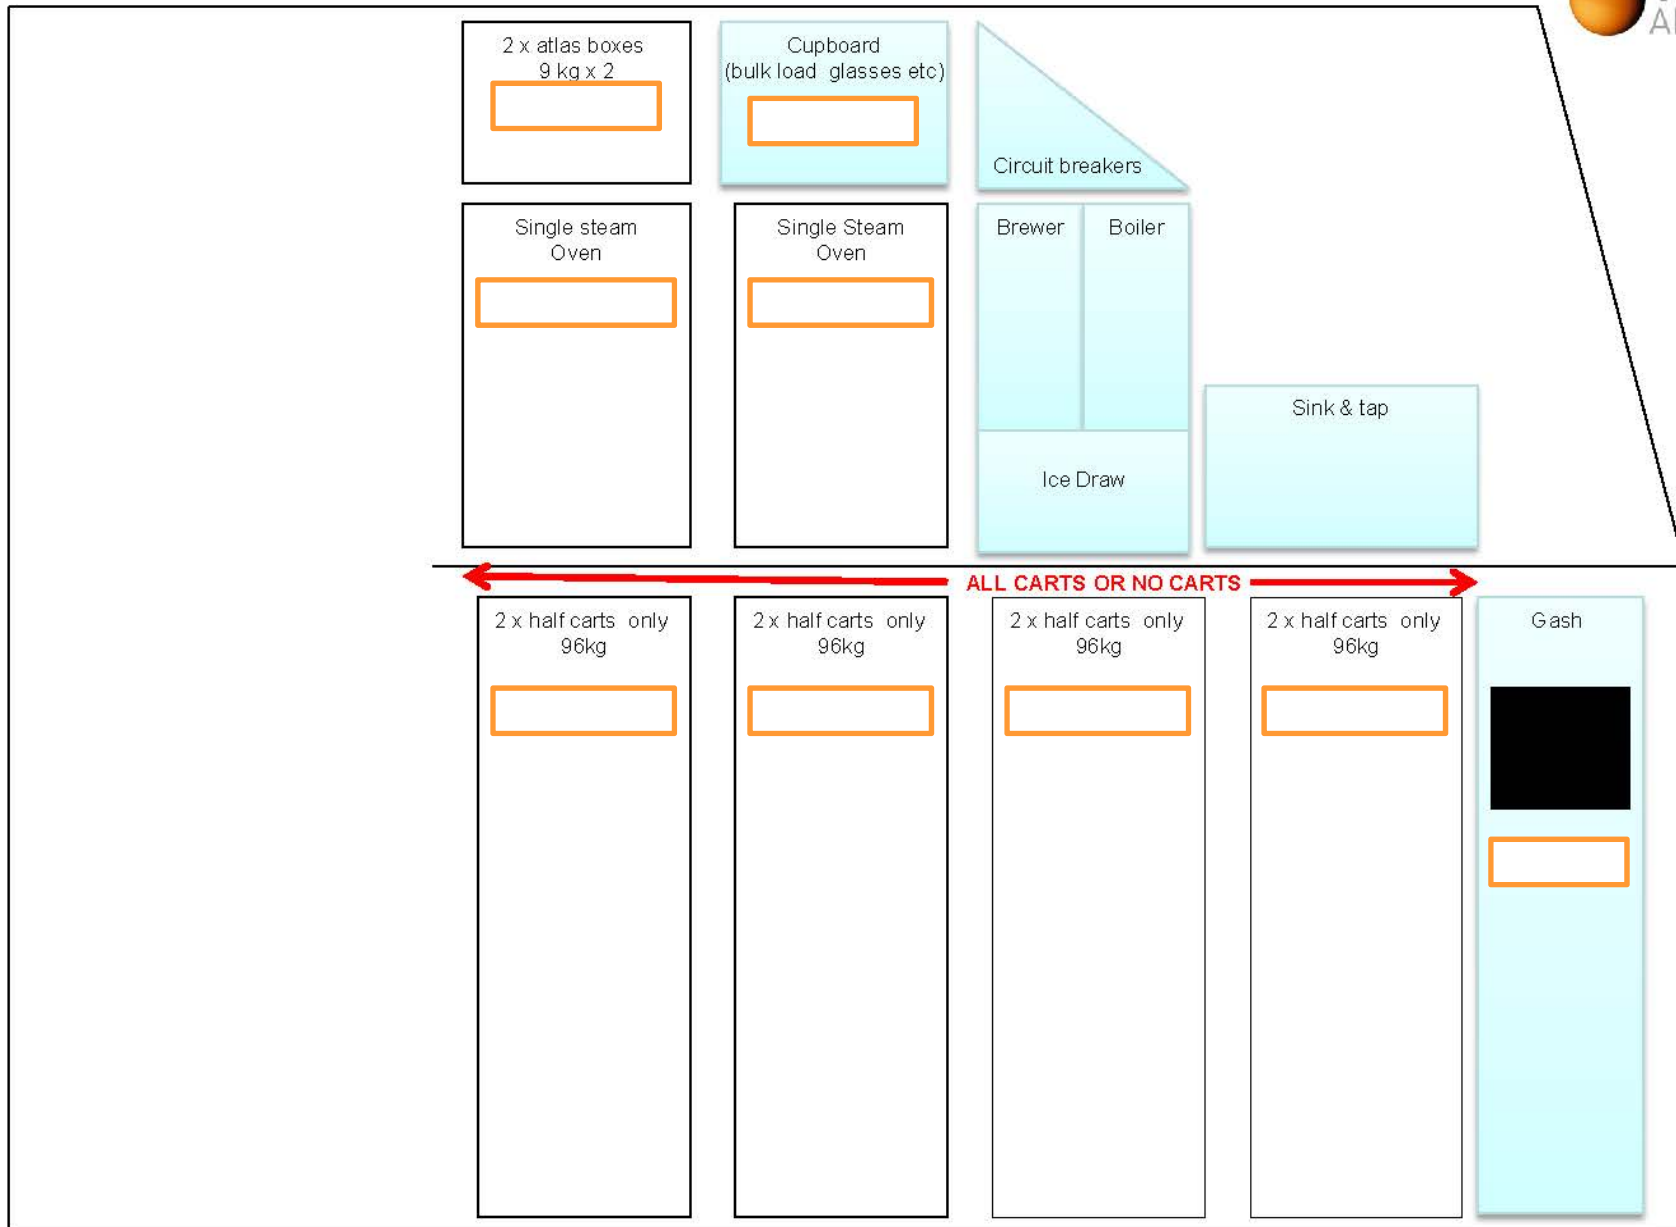 2 x atlas boxes
9 kg x 2
Cupboard
(bulk load glasses etc)
Circuit breakers
Single steam
Oven
Single Steam
Oven
Brewer
Boiler
Ice Draw
Sink & tap
ALL CARTS OR NO CARTS
2 x half carts only
96kg
2 x half carts only
96kg
2 x half carts only
96kg
2 x half carts only
96kg
Gash